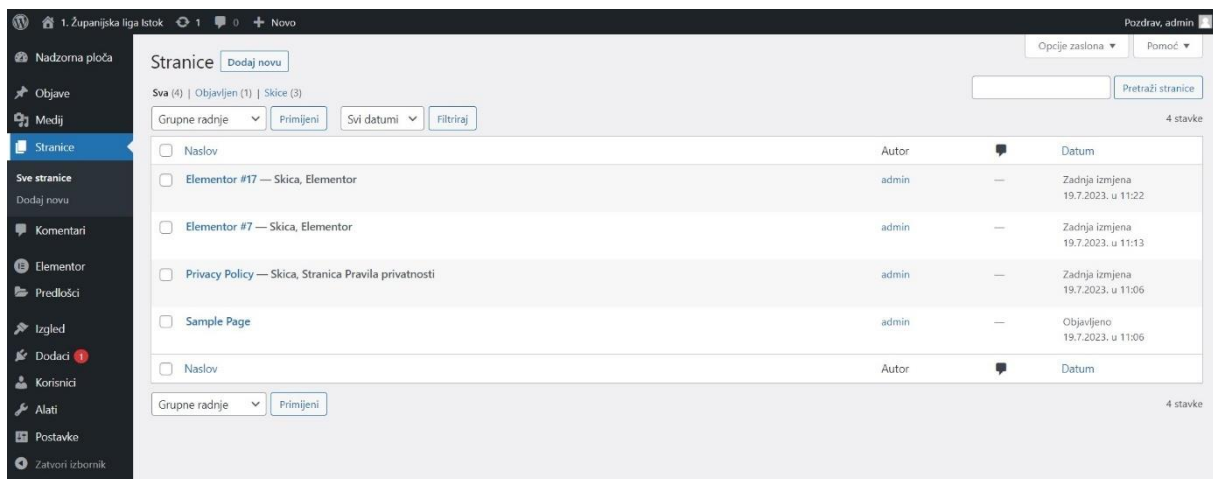 1. Županijska liga Istok 1 0 Novo Pozdrav, admin
Nadzorna ploča
Objave
Medij
Stranice
Sve stranice
Dodaj novu
Komentari
Elementor
Predlošci
Izgled
Dodaci 1
Korisnici
Alati
Postavke
Zatvori izbornik
Opcije zaslona ▼ Pomoć ▼
Stranice Dodaj novu
Sva (4) | Objavljen (1) | Skice (3)
Pretraži stranice
Grupne radnje Primijeni Svi datumi Filtriraj 4 stavke
Naslov Autor Datum
Elementor #17 — Skica, Elementor admin — Zadnja izmjena
19.7.2023. u 11:22
Elementor #7 — Skica, Elementor admin — Zadnja izmjena
19.7.2023. u 11:13
Privacy Policy — Skica, Stranica Pravila privatnosti admin — Zadnja izmjena
19.7.2023. u 11:06
Sample Page admin — Objavljeno
19.7.2023. u 11:06
Naslov Autor Datum
Grupne radnje Primijeni 4 stavke